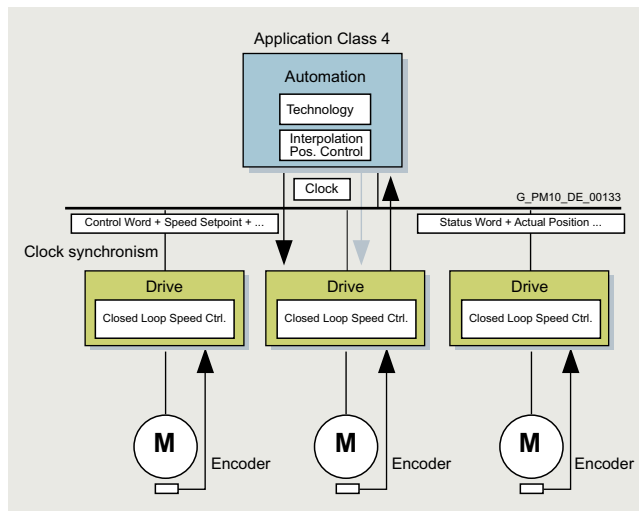 Application Class 4
Automation
Technology
Interpolation
Pos. Control
Clock
G_PM10_DE_00133
Control Word + Speed Setpoint + ...
Status Word + Actual Position ...
Clock synchronism
Drive
Drive
Drive
Closed Loop Speed Ctrl.
Closed Loop Speed Ctrl.
Closed Loop Speed Ctrl.
M
M
M
Encoder
Encoder
Encoder